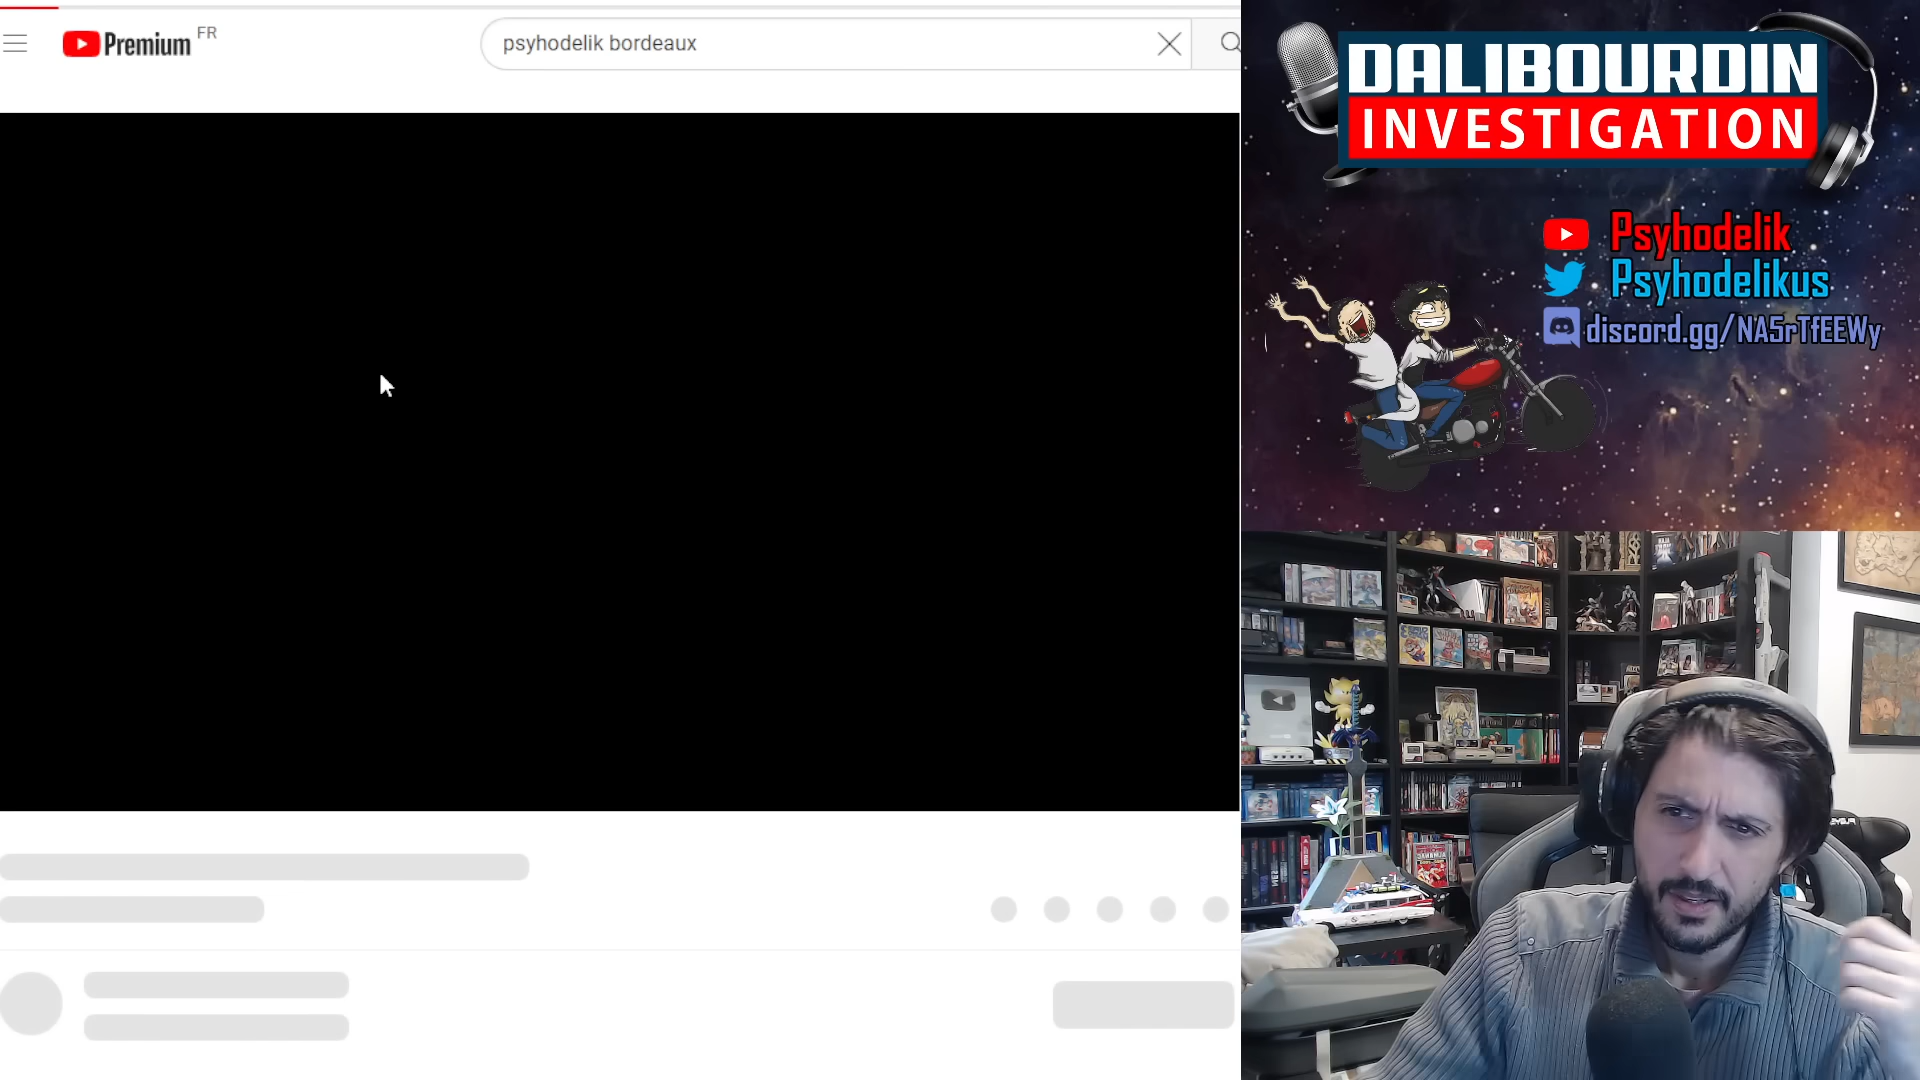 Premium FR
psyhodelik bordeaux
DALIBOURDIN
INVESTIGATION
Psyhodelik
Psyhodelikus
discord.gg/NA5rTfEEWy